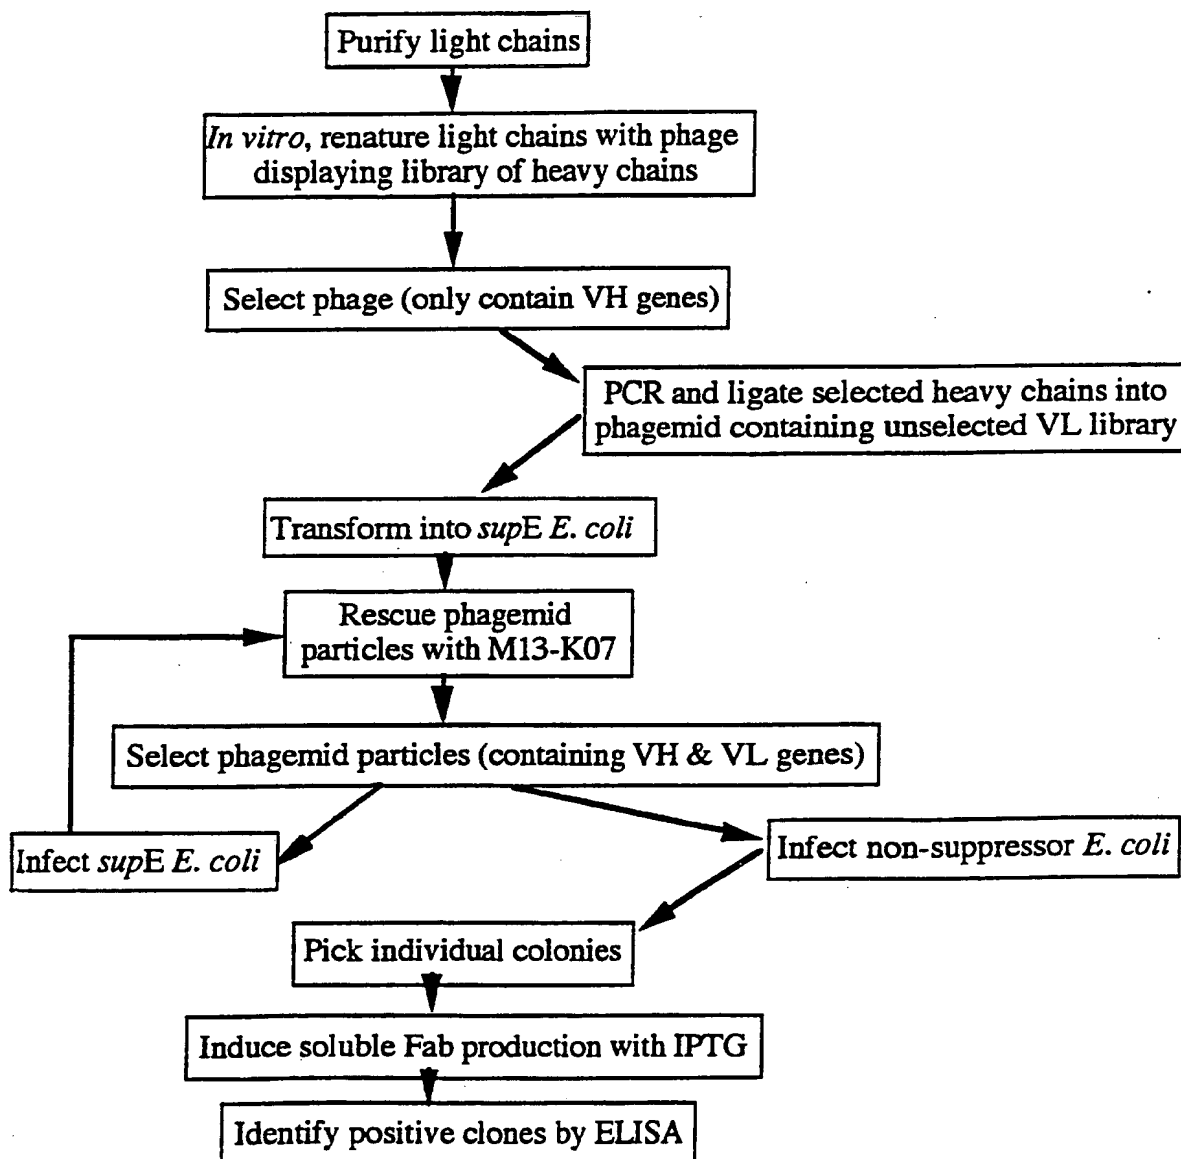 Purify light chains
In vitro, renature light chains with phage
displaying library of heavy chains
Select phage (only contain VH genes)
PCR and ligate selected heavy chains into
phagemid containing unselected VL library
Transform into supE E. coli
Rescue phagemid
particles with M13-K07
Select phagemid particles (containing VH & VL genes)
Infect supE E. coli
Infect non-suppressor E. coli
Pick individual colonies
Induce soluble Fab production with IPTG
Identify positive clones by ELISA